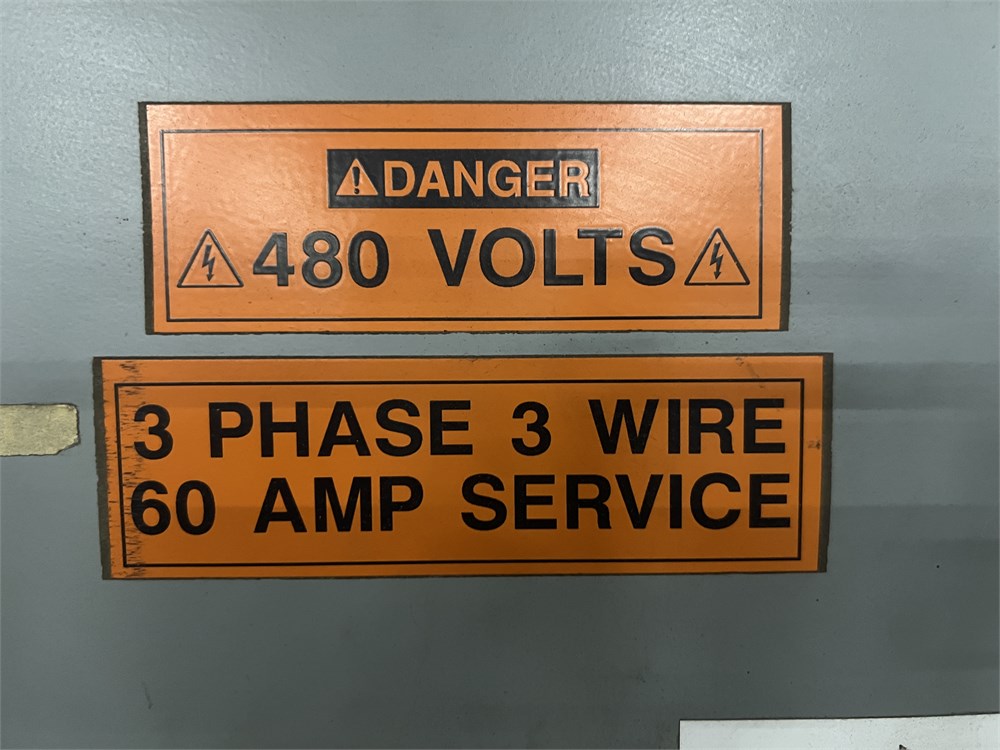 DANGER
480 VOLTS
3 PHASE 3 WIRE
60 AMP SERVICE